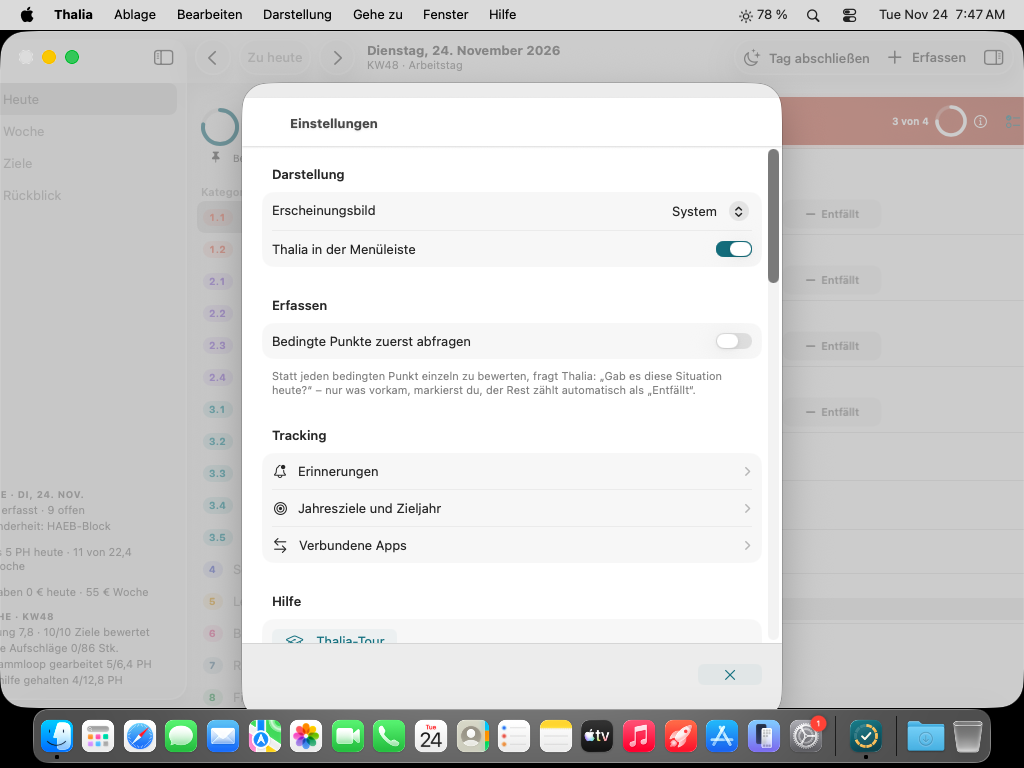 Thalia Ablage Bearbeiten Darstellung Gehe zu Fenster Hilfe 78 % Tue Nov 24 7:47 AM
Zu heute
Dienstag, 24. November 2026
KW48 · Arbeitstag
Tag abschließen
Erfassen
Heute
Woche
Ziele
Rückblick
E · DI, 24. NOV.
erfasst · 9 offen
nderheit: HAEB-Block
5 PH heute · 11 von 22,4
oche
aben 0 € heute · 55 € Woche
HE · KW48
ung 7,8 · 10/10 Ziele bewertet
e Aufschläge 0/86 Stk.
ammloop gearbeitet 5/6,4 PH
hilfe gehalten 4/12,8 PH
Kategor
1.1
1.2
2.1
2.2
2.3
2.4
3.1
3.2
3.3
3.4
3.5
4
5
6
7
8
3 von 4
Entfällt
Entfällt
Entfällt
Entfällt
Einstellungen
Darstellung
Erscheinungsbild System
Thalia in der Menüleiste
Erfassen
Bedingte Punkte zuerst abfragen
Statt jeden bedingten Punkt einzeln zu bewerten, fragt Thalia: „Gab es diese Situation
heute?“ – nur was vorkam, markierst du, der Rest zählt automatisch als „Entfällt“.
Tracking
Erinnerungen
Jahresziele und Zieljahr
Verbundene Apps
Hilfe
Thalia-Tour
Tue
24
tv
1